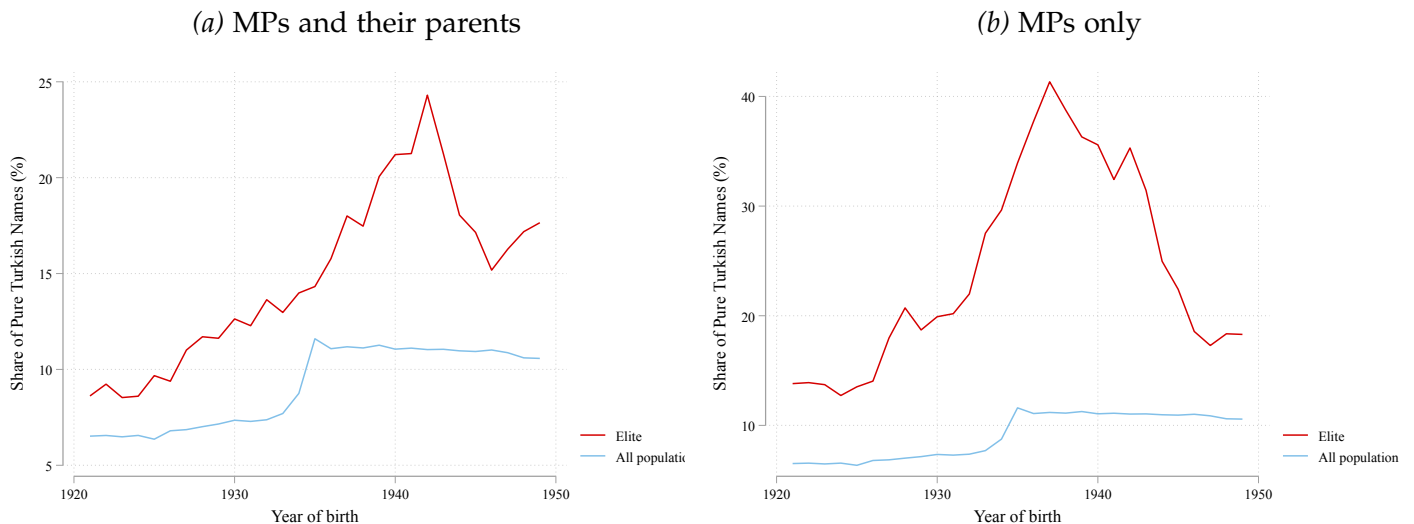 (a) MPs and their parents
Share of Pure Turkish Names (%)
25
20
15
10
5
1920
1930
1940
1950
Year of birth
Elite
All populatio
(b) MPs only
Share of Pure Turkish Names (%)
40
30
20
10
1920
1930
1940
1950
Year of birth
Elite
All population